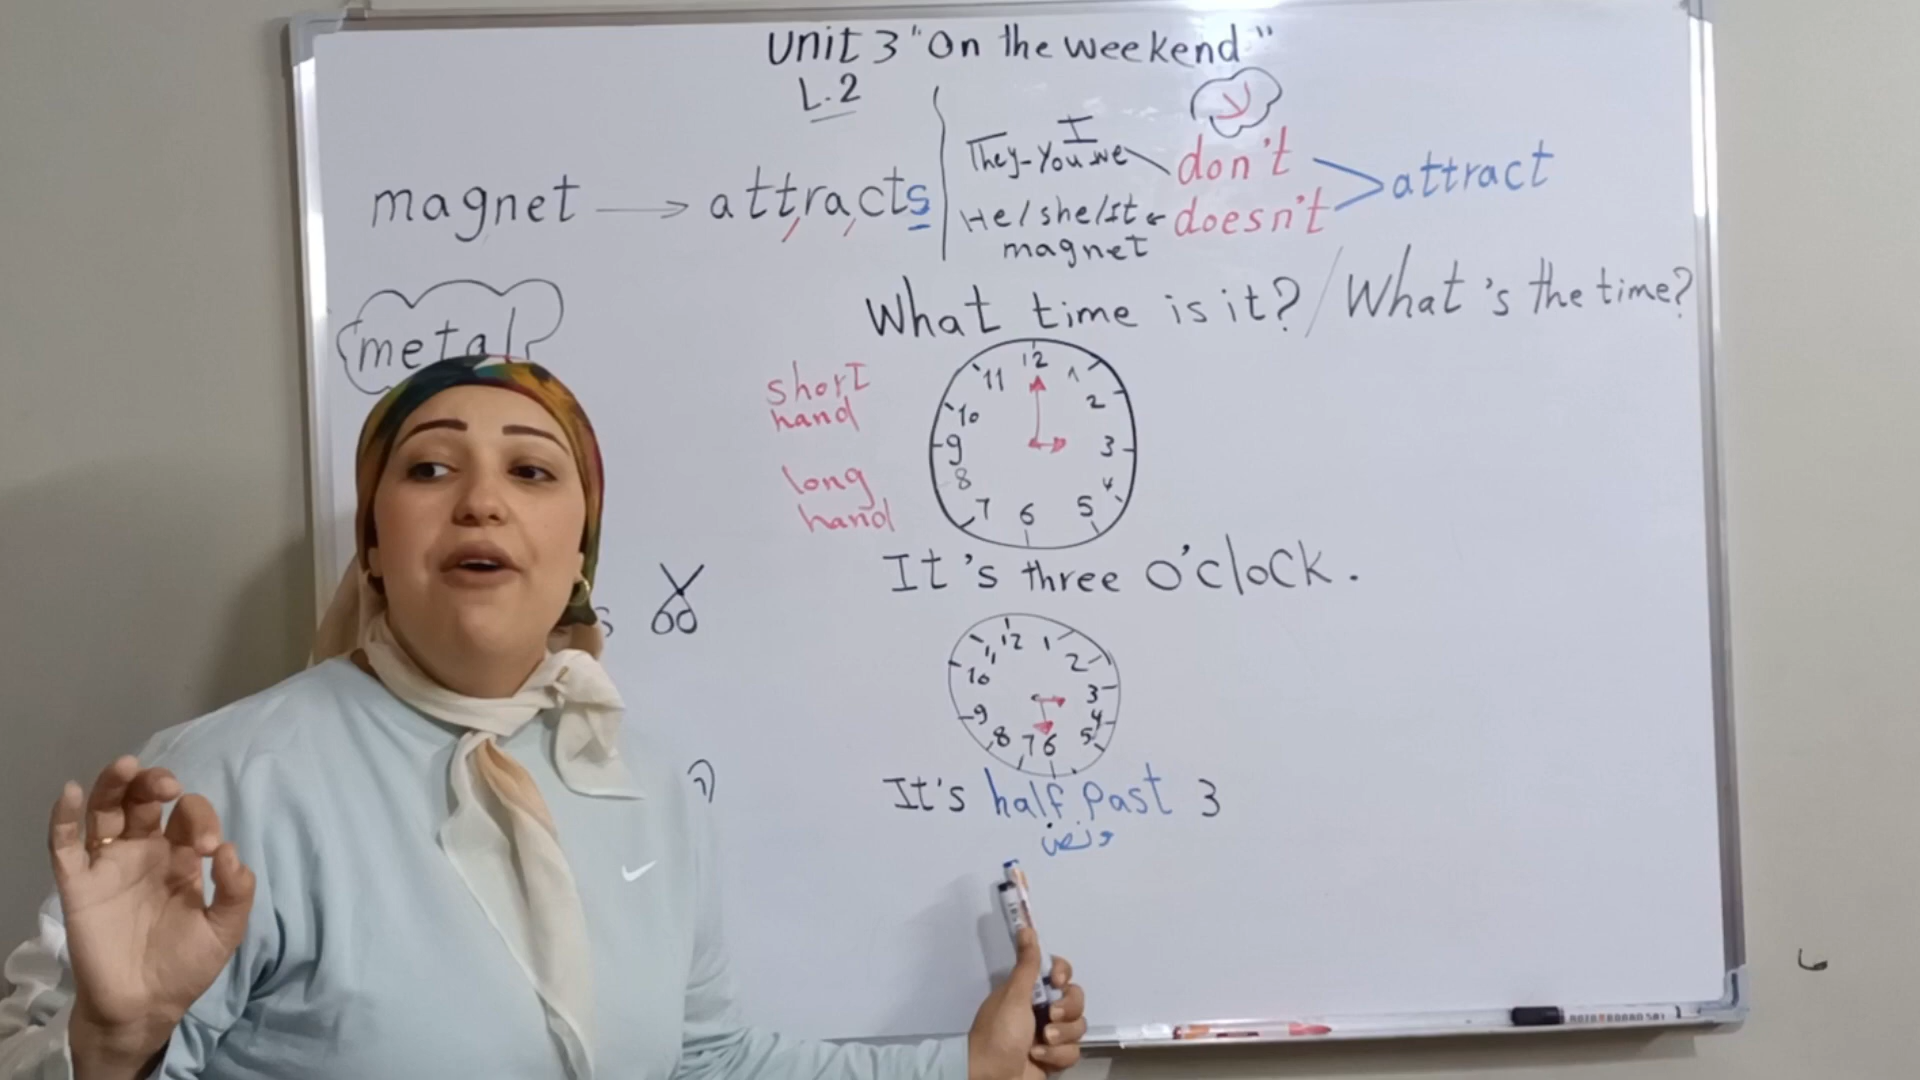 Unit 3 "On the weekend"
L.2
magnet → attracts
I
They-You we don't
He/she/It doesn't
magnet
لا
attract
metal
What time is it? / What's the time?
short
hand
long
hand
12
11 1
10 2
9 3
8 4
7 6 5
It's three o'clock.
s
12 1
11 2
10 3
9 4
8 7 6 5
It's half past 3
ونص